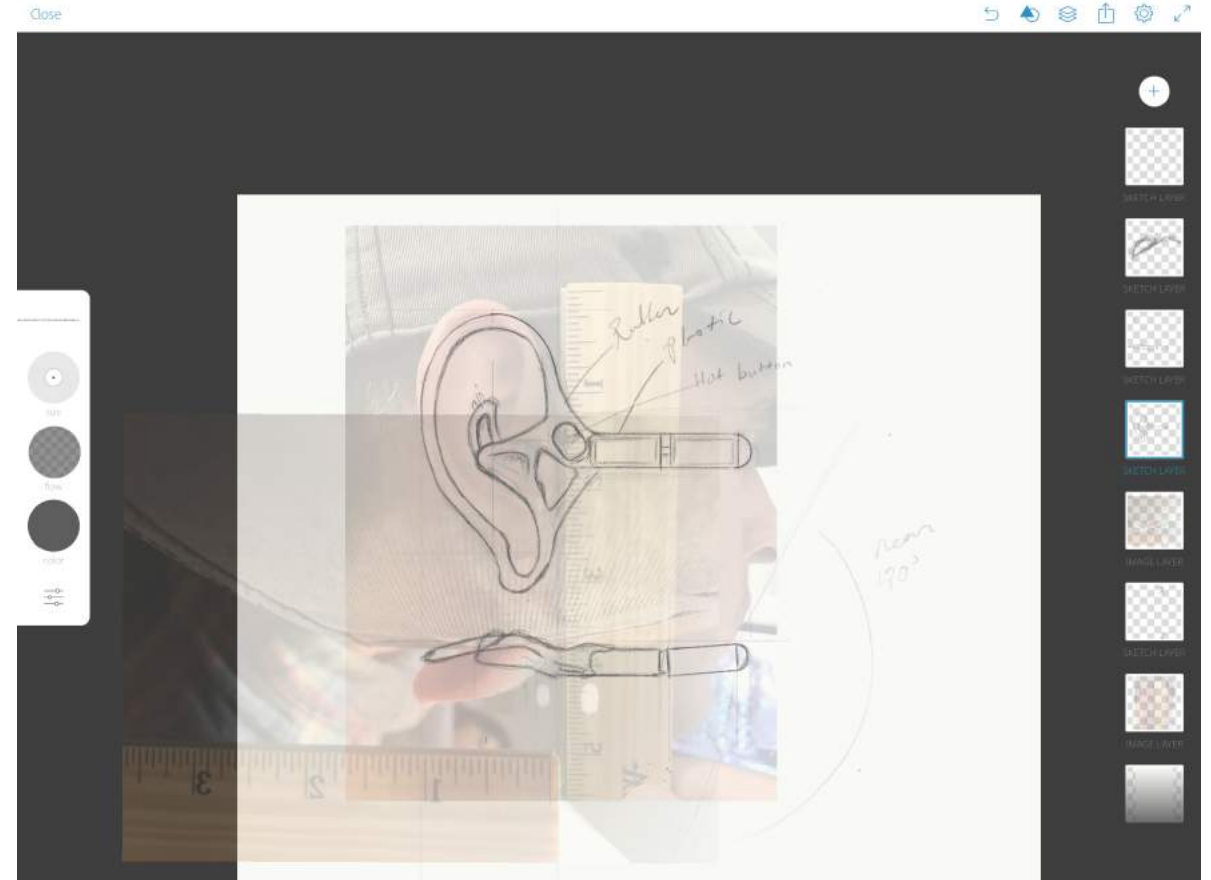 Close
SKETCH LAYER
SKETCH LAYER
Rubber
plastic
SKETCH LAYER
Hot button
size
SKETCH LAYER
flow
near
170°
color
IMAGE LAYER
SKETCH LAYER
IMAGE LAYER
3
2
1